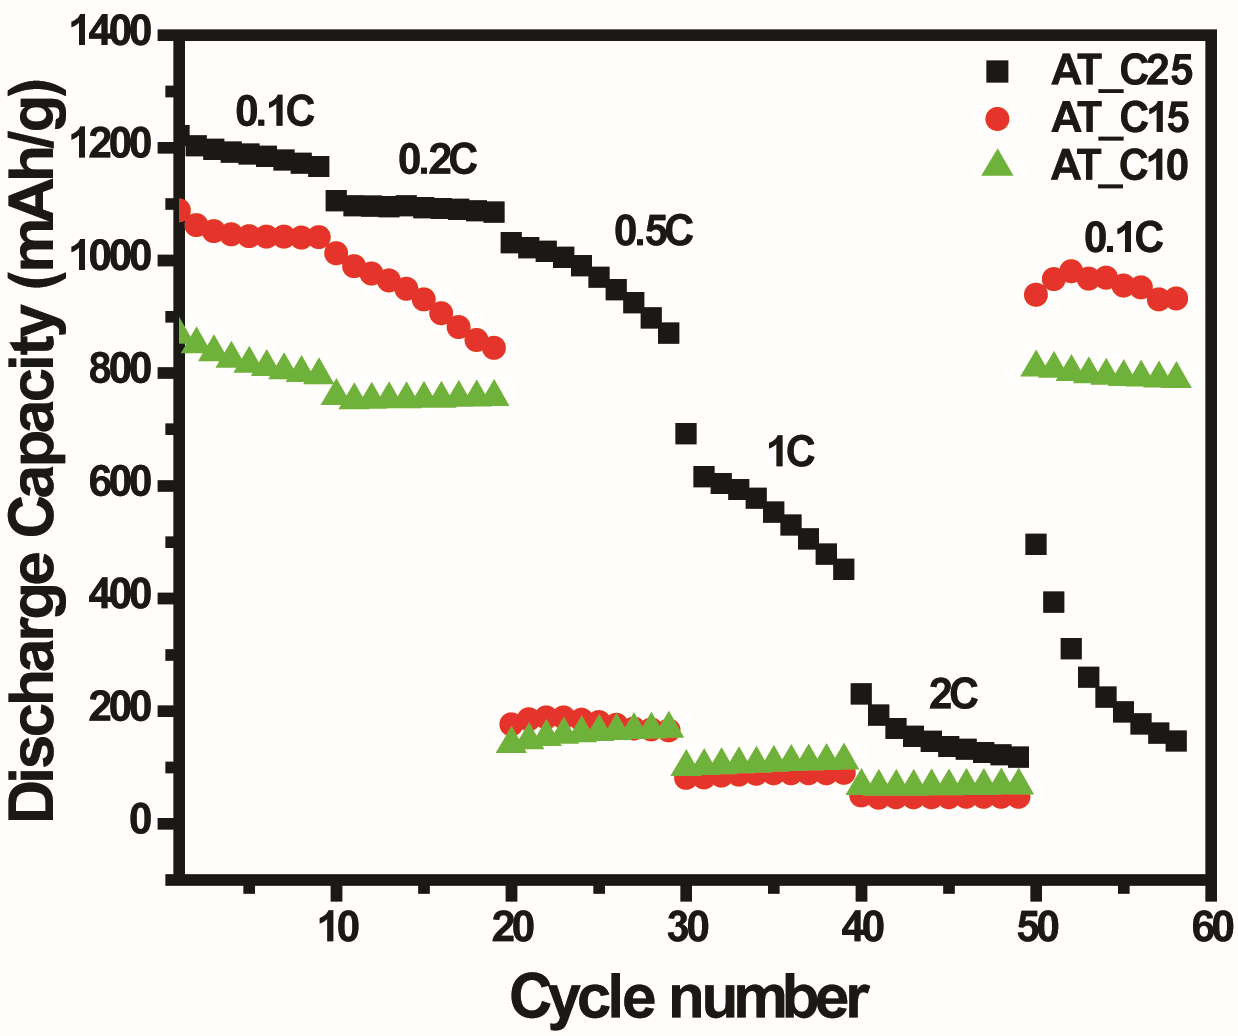 1400
1200
1000
800
600
400
200
0
Discharge Capacity (mAh/g)
0.1C
0.2C
0.5C
1C
2C
0.1C
AT_C25
AT_C15
AT_C10
10
20
30
40
50
60
Cycle number